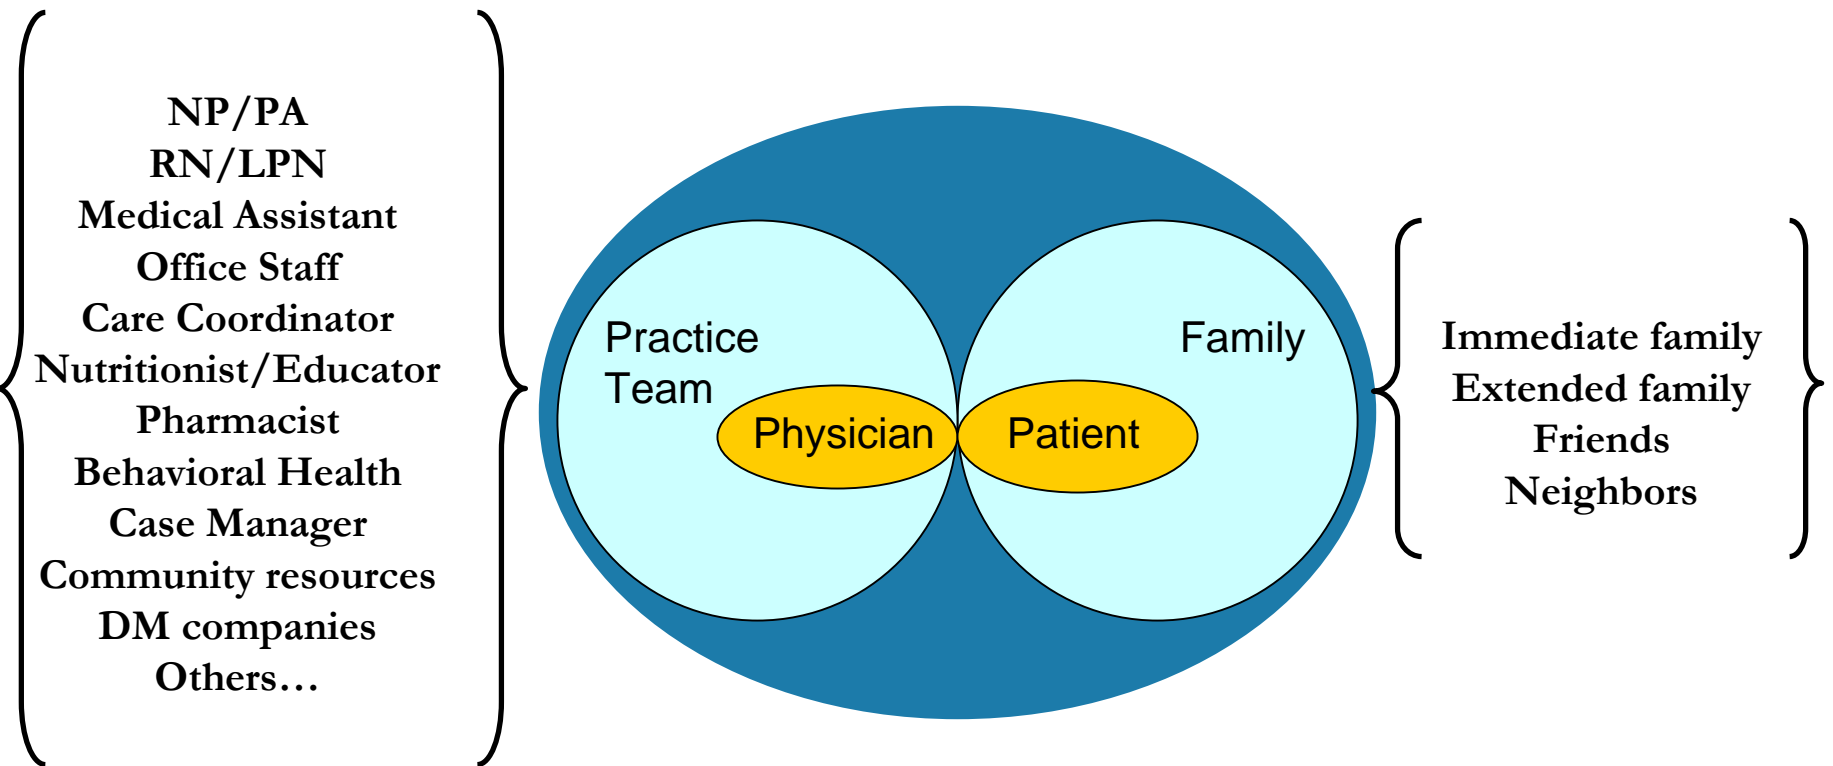 NP/PA
RN/LPN
Medical Assistant
Office Staff
Care Coordinator
Nutritionist/Educator
Pharmacist
Behavioral Health
Case Manager
Community resources
DM companies
Others…
Practice
Team
Physician
Family
Patient
Immediate family
Extended family
Friends
Neighbors